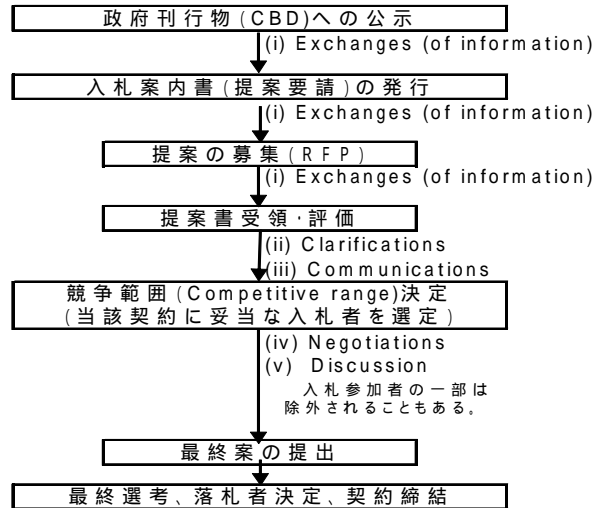 政府刊行物(CBD)への公示
(i) Exchanges (of information)
入札案内書(提案要請)の発行
(i) Exchanges (of information)
提案の募集(RFP)
(i) Exchanges (of information)
提案書受領・評価
(ii) Clarifications
(iii) Communications
競争範囲(Competitive range)決定
(当該契約に妥当な入札者を選定)
(iv) Negotiations
(v) Discussion
入札参加者の一部は
除外されることもある。
最終案の提出
最終選考、落札者決定、契約締結